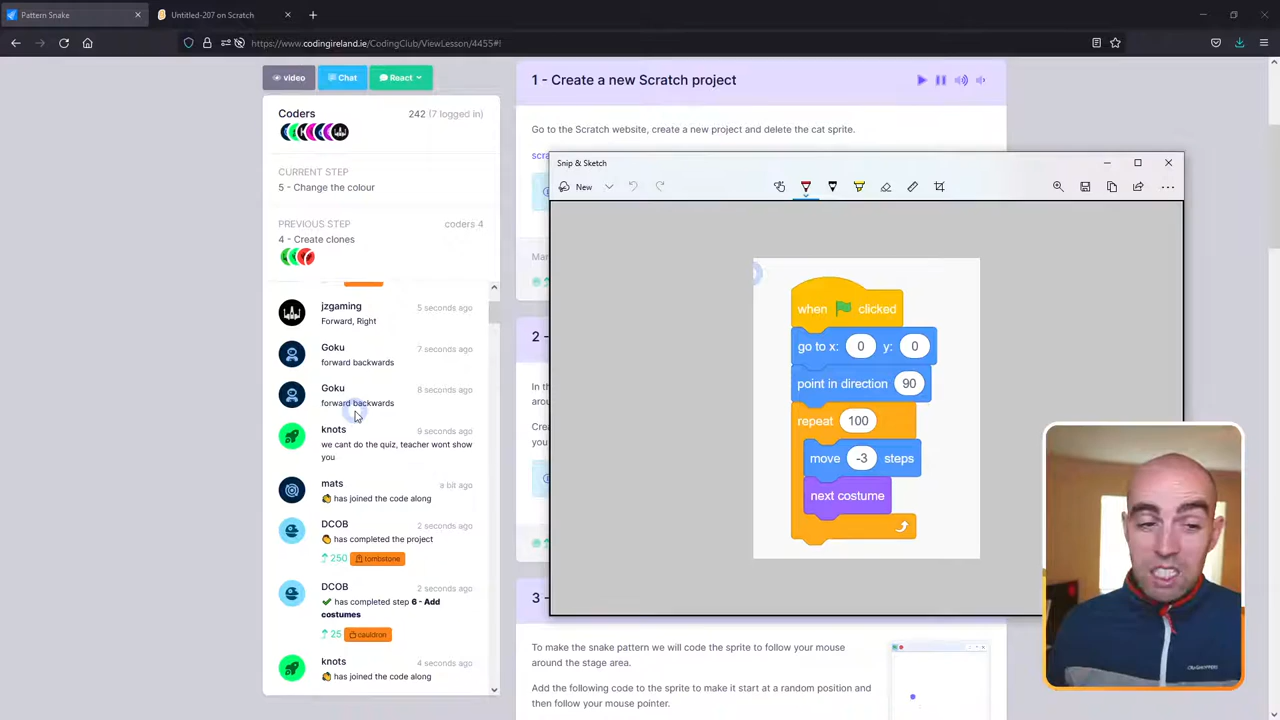 Pattern Snake
Untitled-207 on Scratch
https://www.codingireland.ie/CodingClub/ViewLesson/4455#!
video
Chat
React
Coders
242 (7 logged in)
CURRENT STEP
5 - Change the colour
PREVIOUS STEP
coders 4
4 - Create clones
jzgaming
5 seconds ago
Forward, Right
Goku
7 seconds ago
forward backwards
Goku
8 seconds ago
forward backwards
knots
9 seconds ago
we cant do the quiz, teacher wont show
you
mats
a bit ago
has joined the code along
DCOB
2 seconds ago
has completed the project
250
tombstone
DCOB
2 seconds ago
has completed step 6 - Add
costumes
25
cauldron
knots
4 seconds ago
has joined the code along
1 - Create a new Scratch project
Go to the Scratch website, create a new project and delete the cat sprite.
Snip & Sketch
New
when clicked
go to x: 0 y: 0
point in direction 90
repeat 100
move -3 steps
next costume
2 -
3 -
To make the snake pattern we will code the sprite to follow your mouse
around the stage area.
Add the following code to the sprite to make it start at a random position and
then follow your mouse pointer.